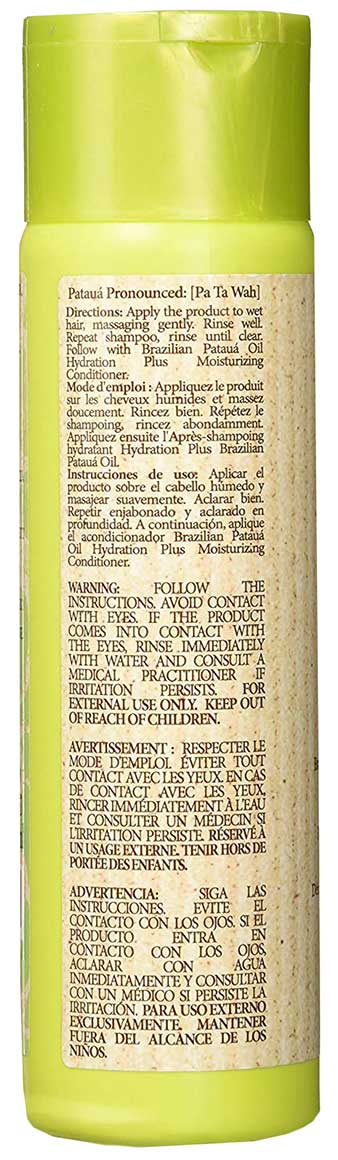 Patauá Pronounced: [Pa Ta Wah]
Directions: Apply the product to wet
hair, massaging gently. Rinse well.
Repeat shampoo, rinse until clear.
Follow with Brazilian Patauá Oil
Hydration Plus Moisturizing
Conditioner.
Mode d'emploi : Appliquez le produit
sur les cheveux humides et massez
doucement. Rincez bien. Répétez le
shampoing, rincez abondamment.
Appliquez ensuite l'Après-shampoing
hydratant Hydration Plus Brazilian
Patauá Oil.
Instrucciones de uso: Aplicar el
producto sobre el cabello húmedo y
masajear suavemente. Aclarar bien.
Repetir enjabonado y aclarado en
profundidad. A continuación, aplique
el acondicionador Brazilian Patauá
Oil Hydration Plus Moisturizing
Conditioner.
WARNING: FOLLOW THE
INSTRUCTIONS. AVOID CONTACT
WITH EYES. IF THE PRODUCT
COMES INTO CONTACT WITH
THE EYES, RINSE IMMEDIATELY
WITH WATER AND CONSULT A
MEDICAL PRACTITIONER IF
IRRITATION PERSISTS. FOR
EXTERNAL USE ONLY. KEEP OUT
OF REACH OF CHILDREN.
AVERTISSEMENT : RESPECTER LE
MODE D'EMPLOI. ÉVITER TOUT
CONTACT AVEC LES YEUX. EN CAS
DE CONTACT AVEC LES YEUX,
RINCER IMMÉDIATEMENT À L'EAU
ET CONSULTER UN MÉDECIN SI
L'IRRITATION PERSISTE. RÉSERVÉ À
UN USAGE EXTERNE. TENIR HORS DE
PORTÉE DES ENFANTS.
ADVERTENCIA: SIGA LAS
INSTRUCCIONES. EVITE EL
CONTACTO CON LOS OJOS. SI EL
PRODUCTO ENTRA EN
CONTACTO CON LOS OJOS,
ACLARAR CON AGUA
INMEDIATAMENTE Y CONSULTAR
CON UN MÉDICO SI PERSISTE LA
IRRITACIÓN. PARA USO EXTERNO
EXCLUSIVAMENTE. MANTENER
FUERA DEL ALCANCE DE LOS
NIÑOS.